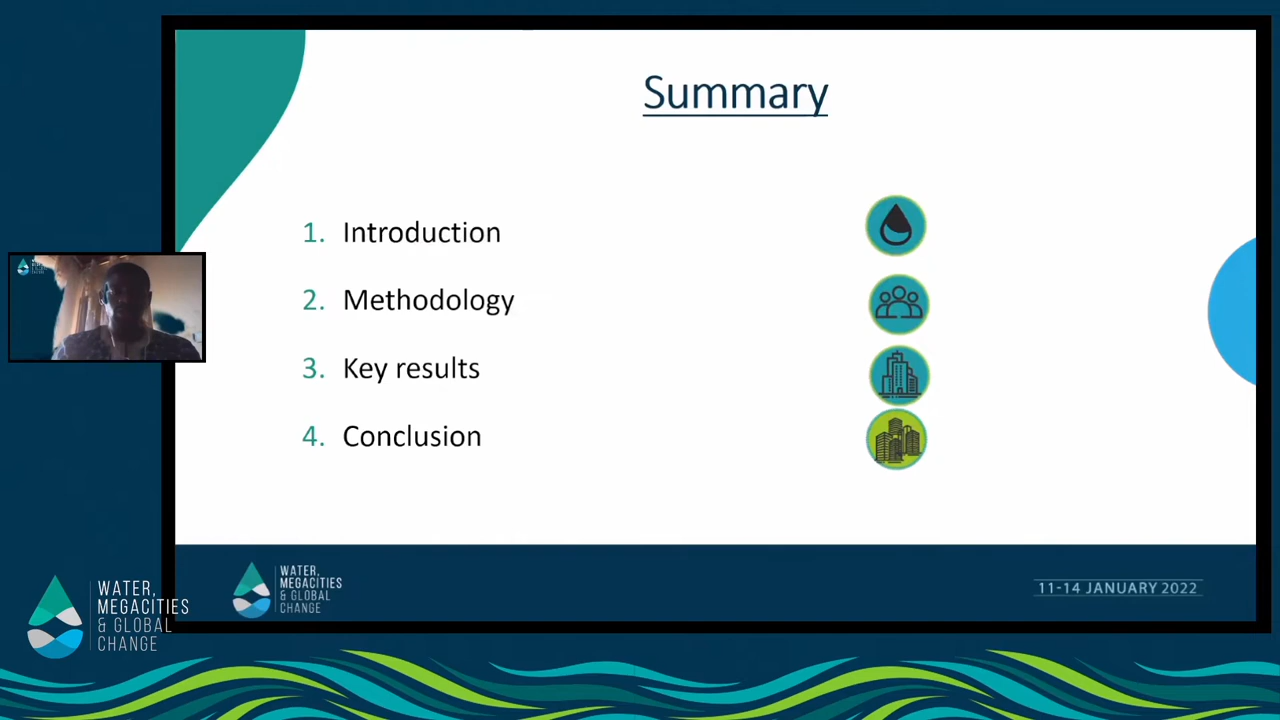 Summary
1. Introduction
2. Methodology
3. Key results
4. Conclusion
WATER,
MEGACITIES
& GLOBAL
CHANGE
11-14 JANUARY 2022
WATER,
MEGACITIES
& GLOBAL
CHANGE